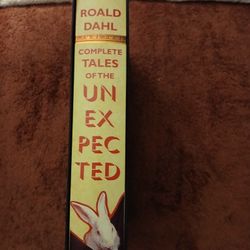 ROALD
DAHL
COMPLETE
TALES
OF THE
UN
EX
PEC
TED